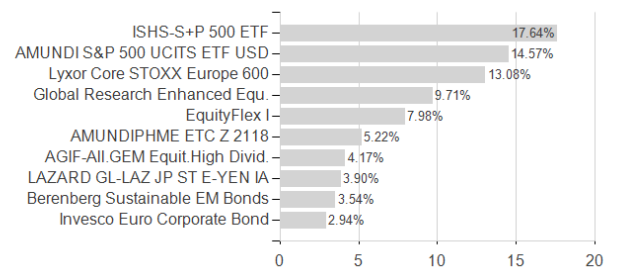 ISHS-S+P 500 ETF 17.64%
AMUNDI S&P 500 UCITS ETF USD 14.57%
Lyxor Core STOXX Europe 600 13.08%
Global Research Enhanced Equ. 9.71%
EquityFlex I 7.98%
AMUNDIPHME ETC Z 2118 5.22%
AGIF-All.GEM Equit.High Divid. 4.17%
LAZARD GL-LAZ JP ST E-YEN IA 3.90%
Berenberg Sustainable EM Bonds 3.54%
Invesco Euro Corporate Bond 2.94%
0 5 10 15 20